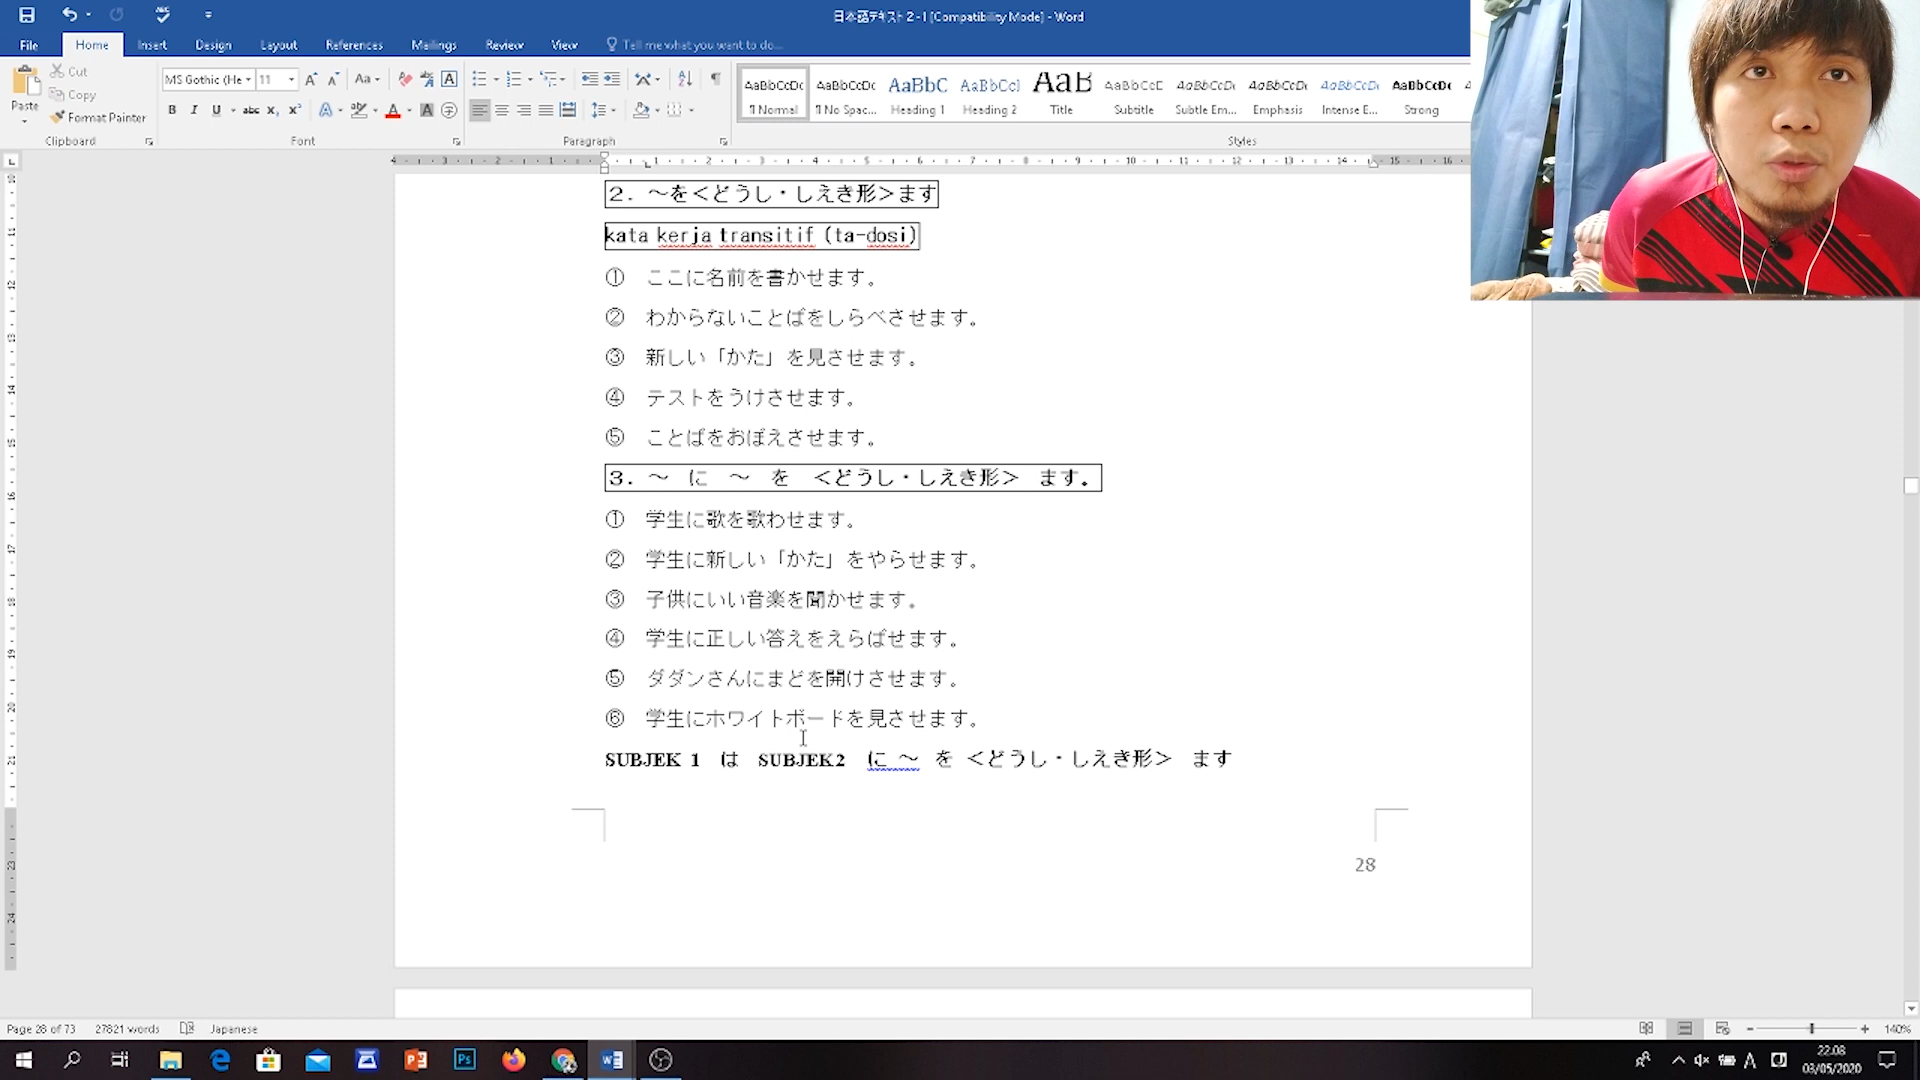 日本語テキスト 2 - I [Compatibility Mode] - Word
File Home Insert Design Layout References Mailings Review View Tell me what you want to do...
Cut
Copy
Format Painter
Paste
Clipboard
MS Gothic (He 11
Font
Paragraph
AaBbCcDc AaBbCcDc AaBbC AaBbCcI AaB AaBbCcD AaBbCcDt AaBbCcDt AaBbCcDt AaBbCcDc
¶ Normal ¶ No Spac... Heading 1 Heading 2 Title Subtitle Subtle Em... Emphasis Intense E... Strong
Styles
2. ～を＜どうし・しえき形＞ます
kata kerja transitif (ta-dosi)
① ここに名前を書かせます。
② わからないことばをしらべさせます。
③ 新しい「かた」を見させます。
④ テストをうけさせます。
⑤ ことばをおぼえさせます。
3. ～ に ～ を ＜どうし・しえき形＞ ます.
① 学生に歌を歌わせます。
② 学生に新しい「かた」をやらせます。
③ 子供にいい音楽を聞かせます。
④ 学生に正しい答えをえらばせます。
⑤ ダダンさんにまどを開けさせます。
⑥ 学生にホワイトボードを見させます。
SUBJEK 1 は SUBJEK2 に ～ を ＜どうし・しえき形＞ ます
28
Page 28 of 73 27821 words Japanese 140%
22.08
03/05/2020